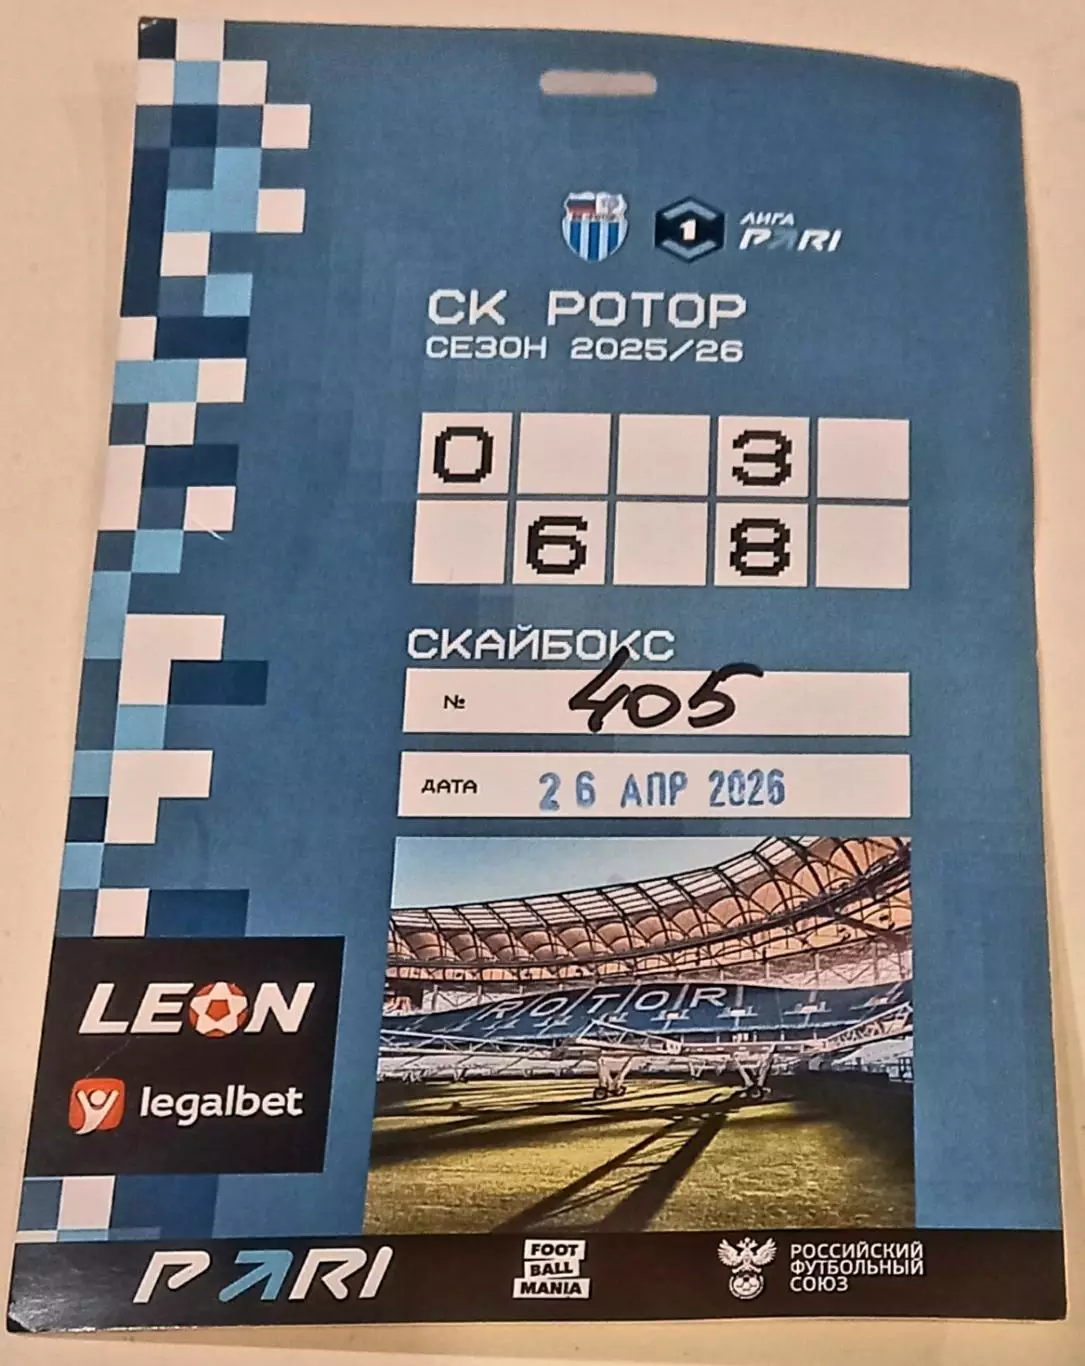 1 ЛИГА
PARI
СК РОТОР
СЕЗОН 2025/26
0 3
6 8
СКАЙБОКС
№ 405
ДАТА 26 АПР 2026
ROTOR
LEON
legalbet
PARI
FOOT
BALL
MANIA
РОССИЙСКИЙ
ФУТБОЛЬНЫЙ
СОЮЗ